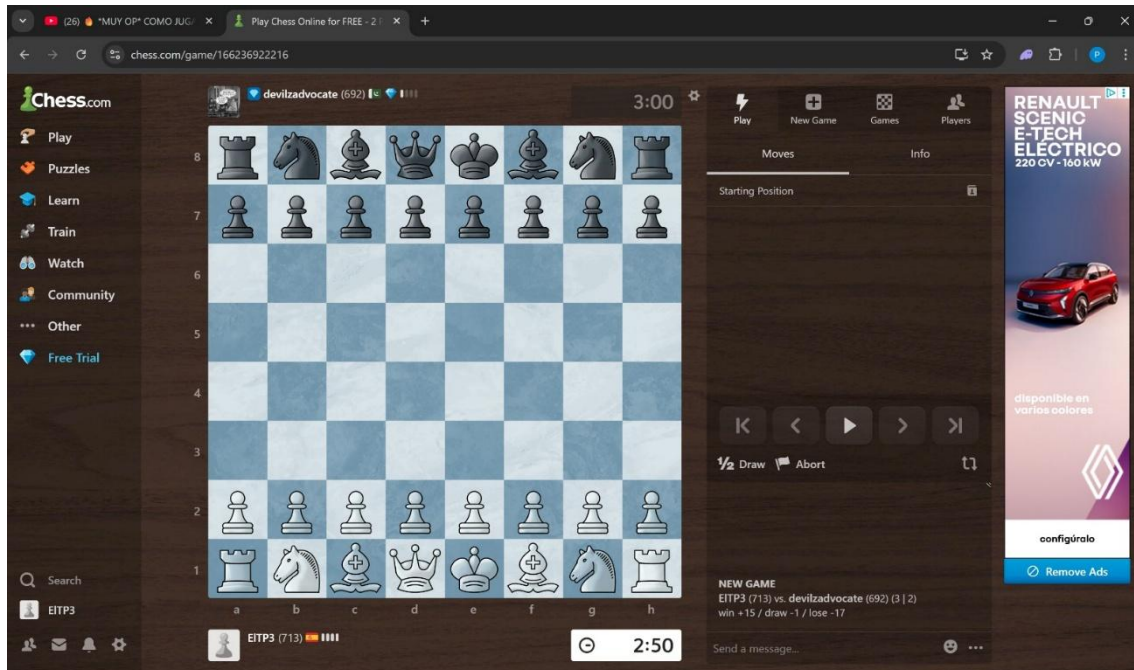 (26) 🔥 *MUY OP* COMO JUGA
Play Chess Online for FREE - 2 P
chess.com/game/166236922216
P
Chess.com
Play
Puzzles
Learn
Train
Watch
Community
Other
Free Trial
Search
EITP3
devilzadvocate (692)
3:00
8
7
6
5
4
3
2
1
a b c d e f g h
EITP3 (713)
2:50
Play New Game Games Players
Moves Info
Starting Position
½ Draw Abort
NEW GAME
EITP3 (713) vs. devilzadvocate (692) (3 | 2)
win +15 / draw -1 / lose -17
Send a message...
RENAULT
SCENIC
E-TECH
ELÉCTRICO
220 CV - 160 kW
disponible en
varios colores
configúralo
Remove Ads